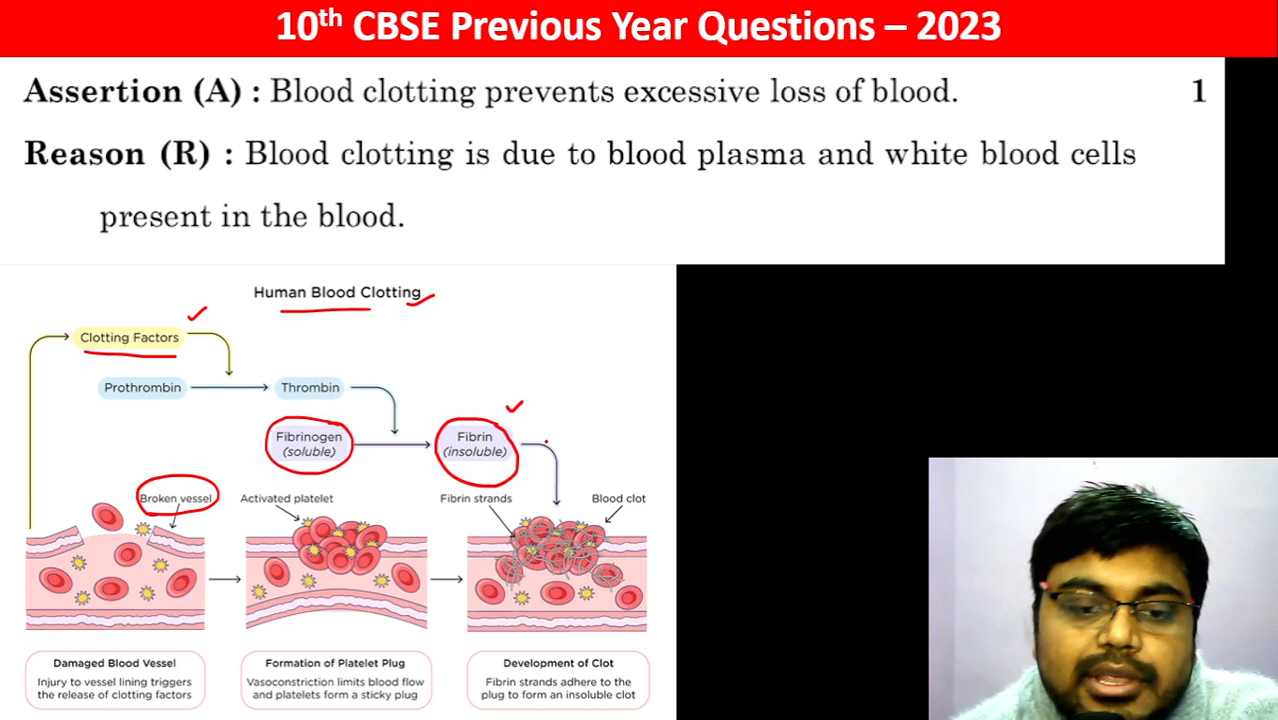 10th CBSE Previous Year Questions – 2023
Assertion (A) : Blood clotting prevents excessive loss of blood. 1
Reason (R) : Blood clotting is due to blood plasma and white blood cells
present in the blood.
Human Blood Clotting
Clotting Factors
Prothrombin
Thrombin
Fibrinogen
(soluble)
Fibrin
(insoluble)
Broken vessel
Activated platelet
Fibrin strands
Blood clot
Damaged Blood Vessel
Injury to vessel lining triggers
the release of clotting factors
Formation of Platelet Plug
Vasoconstriction limits blood flow
and platelets form a sticky plug
Development of Clot
Fibrin strands adhere to the
plug to form an insoluble clot